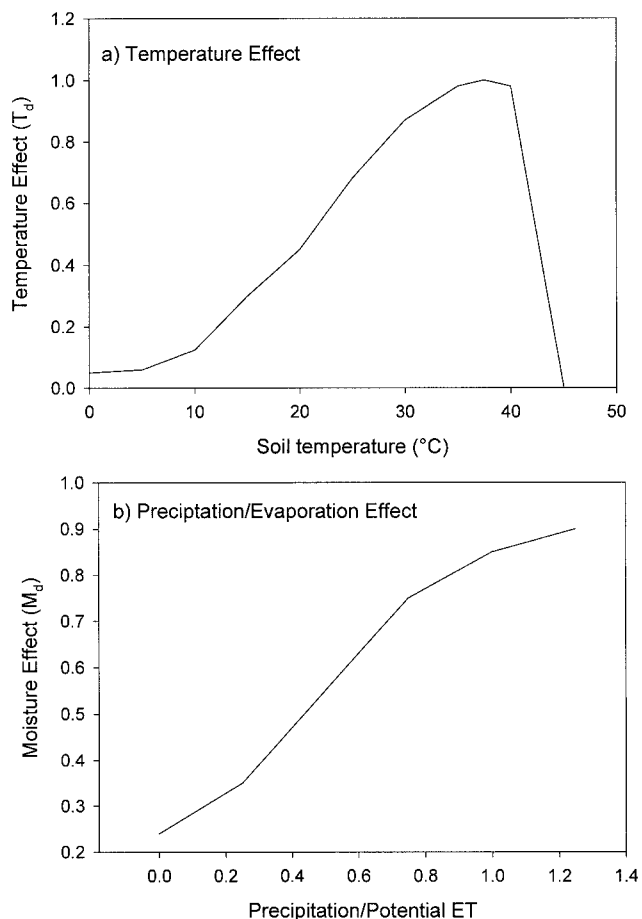 1.2
a) Temperature Effect
1.0
0.8
0.6
0.4
0.2
0.0
Temperature Effect (Td)
0 10 20 30 40 50
Soil temperature (°C)
1.0
b) Preciptation/Evaporation Effect
0.9
0.8
0.7
0.6
0.5
0.4
0.3
0.2
Moisture Effect (Md)
0.0 0.2 0.4 0.6 0.8 1.0 1.2 1.4
Precipitation/Potential ET